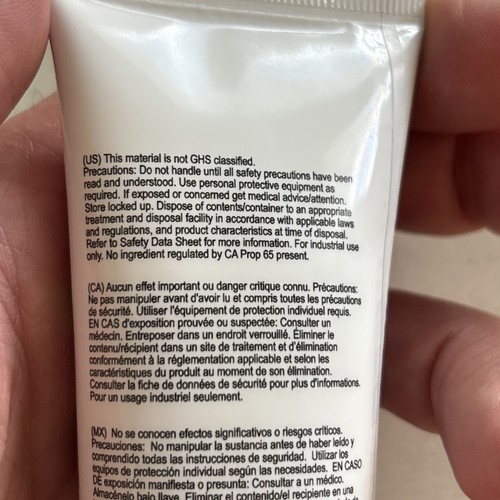 (US) This material is not GHS classified.
Precautions: Do not handle until all safety precautions have been
read and understood. Use personal protective equipment as
required. If exposed or concerned get medical advice/attention.
Store locked up. Dispose of contents/container to an appropriate
treatment and disposal facility in accordance with applicable laws
and regulations, and product characteristics at time of disposal.
Refer to Safety Data Sheet for more information. For industrial use
only. No ingredient regulated by CA Prop 65 present.
(CA) Aucun effet important ou danger critique connu. Précautions:
Ne pas manipuler avant d'avoir lu et compris toutes les précautions
de sécurité. Utiliser l'équipement de protection individuel requis.
EN CAS d'exposition prouvée ou suspectée: Consulter un
médecin. Entreposer dans un endroit verrouillé. Éliminer le
contenu/récipient dans un site de traitement et d'élimination
conformément à la réglementation applicable et selon les
caractéristiques du produit au moment de son élimination.
Consulter la fiche de données de sécurité pour plus d'informations.
Pour un usage industriel seulement.
(MX) No se conocen efectos significativos o riesgos críticos.
Precauciones: No manipular la sustancia antes de haber leído y
comprendido todas las instrucciones de seguridad. Utilizar los
equipos de protección individual según las necesidades. EN CASO
DE exposición manifiesta o presunta: Consultar a un médico.
Almacénelo bajo llave. Eliminar el contenido/el recipiente en una